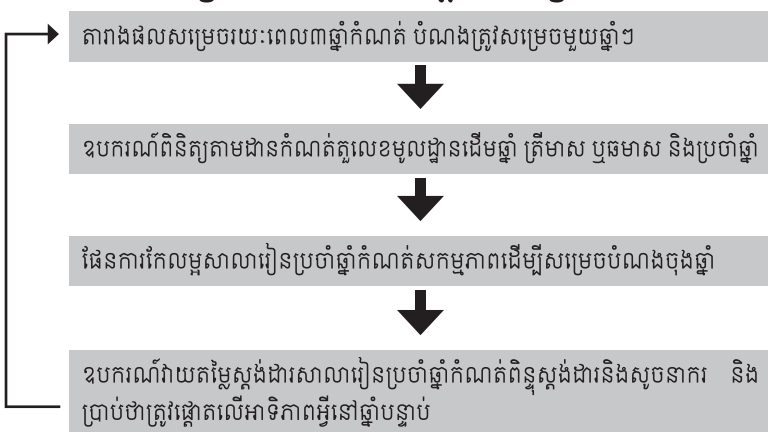 តារាងផលសម្រេចរយៈពេល៣ឆ្នាំកំណត់ បំណងត្រូវសម្រេចមួយឆ្នាំៗ
ឧបករណ៍ពិនិត្យតាមដានកំណត់តួលេខមូលដ្ឋានដើមឆ្នាំ ត្រីមាស ឬឆមាស និងប្រចាំឆ្នាំ
ផែនការកែលម្អសាលារៀនប្រចាំឆ្នាំកំណត់សកម្មភាពដើម្បីសម្រេចបំណងចុងឆ្នាំ
ឧបករណ៍វាយតម្លៃស្តង់ដារសាលារៀនប្រចាំឆ្នាំកំណត់ពិន្ទុស្តង់ដារនិងសូចនាករ និង
ប្រាប់ថាត្រូវផ្តោតលើអាទិភាពអ្វីនៅឆ្នាំបន្ទាប់